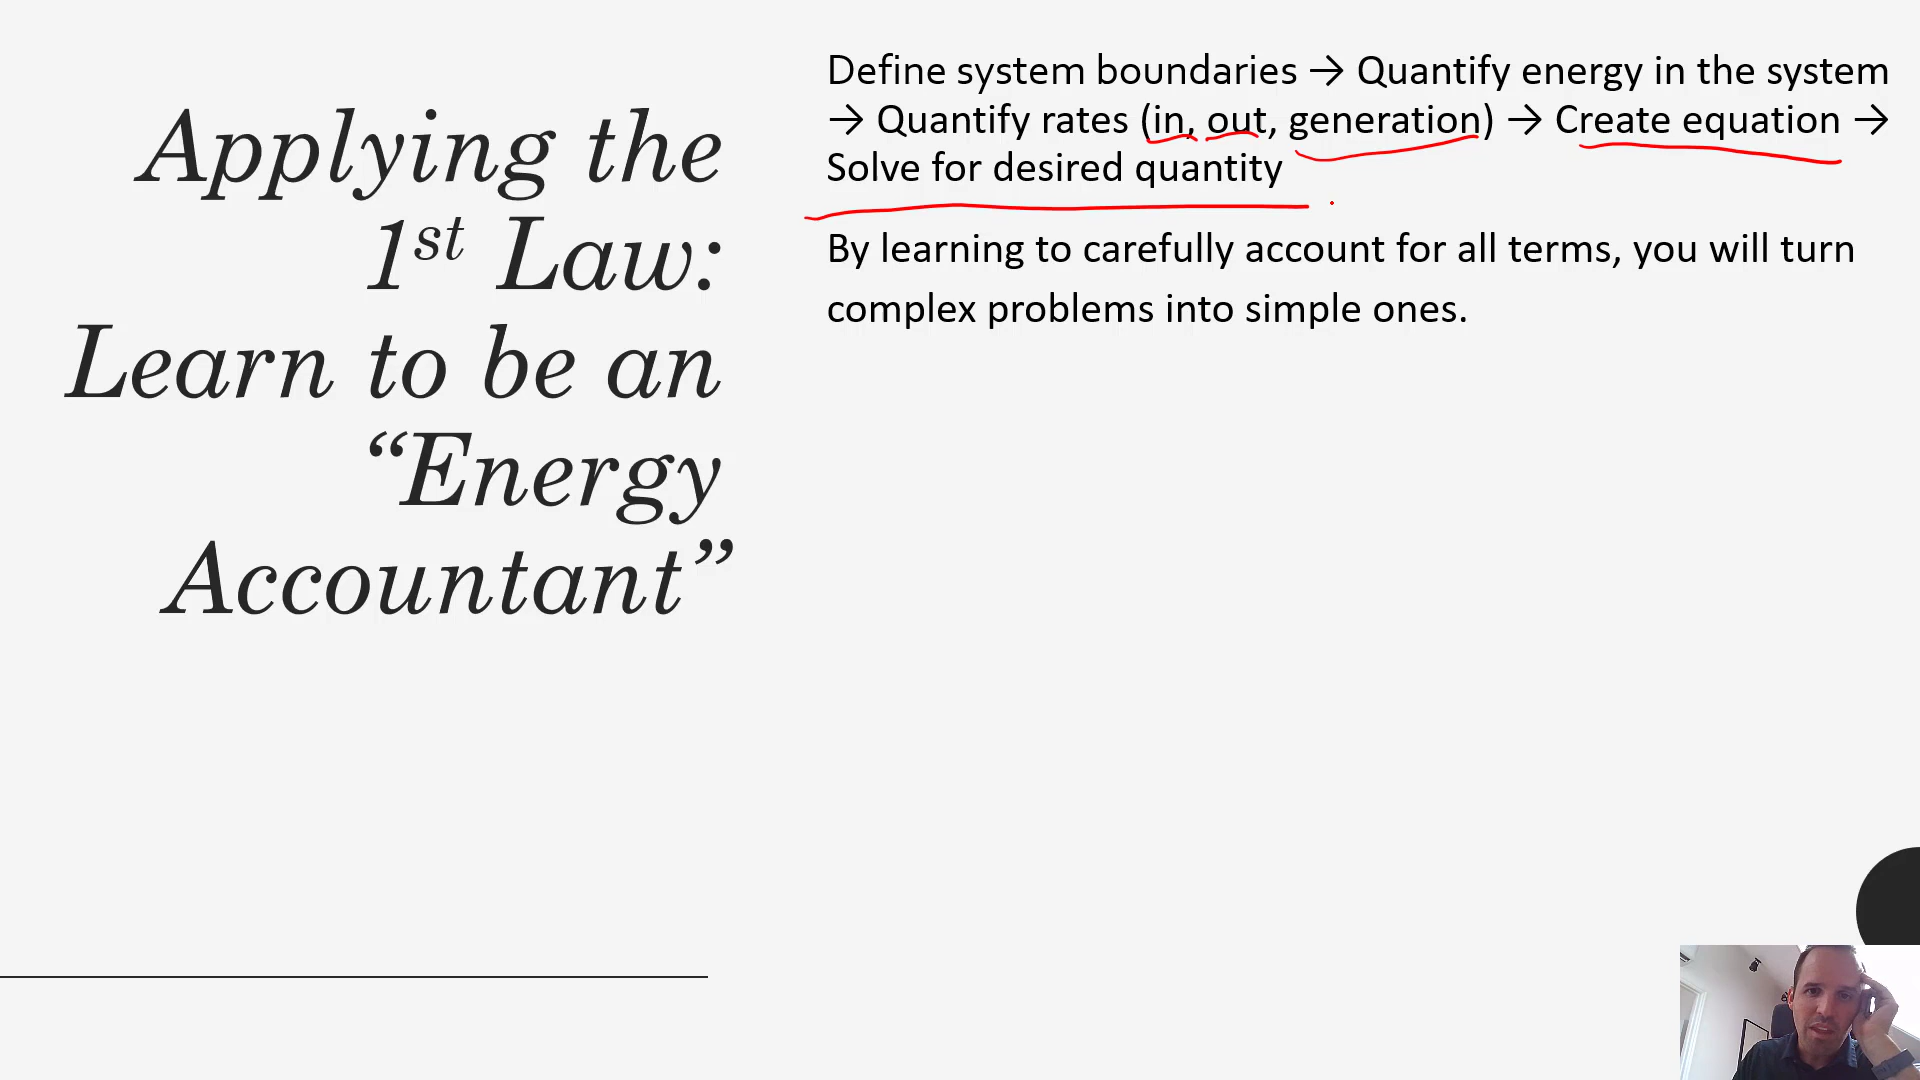 Applying the
1st Law:
Learn to be an
“Energy
Accountant”
Define system boundaries → Quantify energy in the system
→ Quantify rates (in, out, generation) → Create equation →
Solve for desired quantity
By learning to carefully account for all terms, you will turn
complex problems into simple ones.